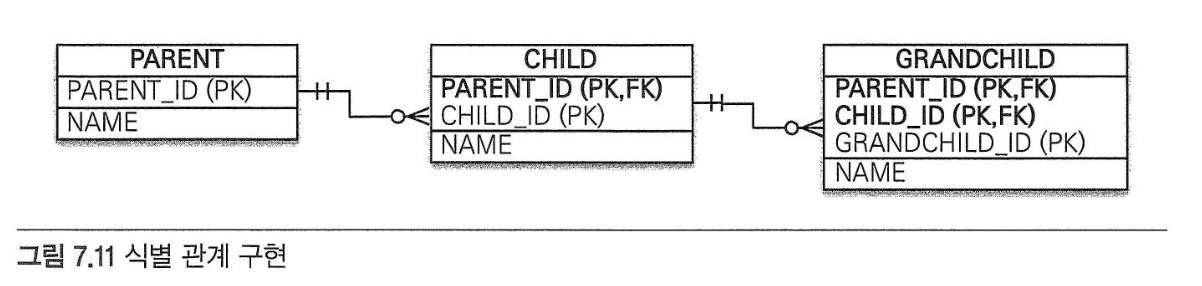 PARENT
PARENT_ID (PK)
NAME
CHILD
PARENT_ID (PK,FK)
CHILD_ID (PK)
NAME
GRANDCHILD
PARENT_ID (PK,FK)
CHILD_ID (PK,FK)
GRANDCHILD_ID (PK)
NAME
그림 7.11 식별 관계 구현